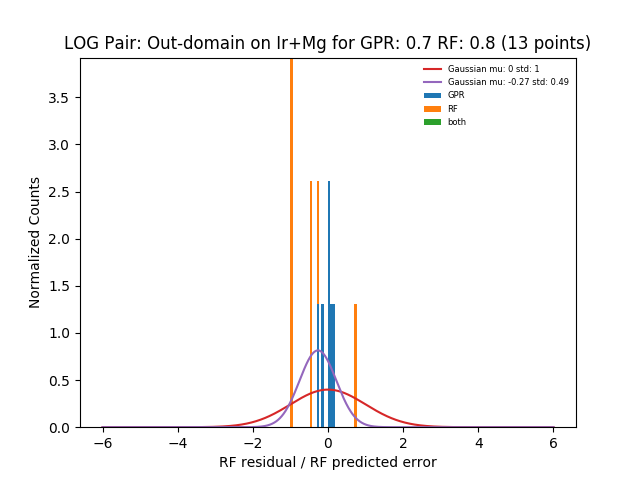 LOG Pair: Out-domain on Ir+Mg for GPR: 0.7 RF: 0.8 (13 points)
Gaussian mu: 0 std: 1
Gaussian mu: -0.27 std: 0.49
GPR
RF
both
Normalized Counts
3.5
3.0
2.5
2.0
1.5
1.0
0.5
0.0
−6
−4
−2
0
2
4
6
RF residual / RF predicted error